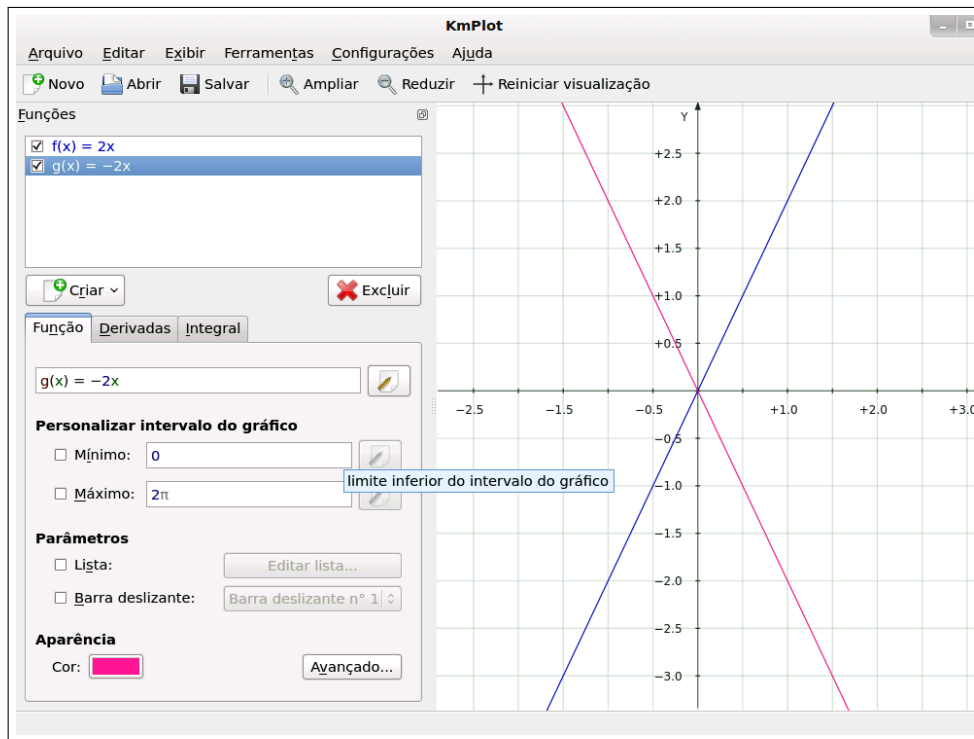 KmPlot
Arquivo Editar Exibir Ferramentas Configurações Ajuda
Novo Abrir Salvar Ampliar Reduzir Reiniciar visualização
Funções
f(x) = 2x
g(x) = −2x
Criar
Excluir
Função Derivadas Integral
g(x) = −2x
Personalizar intervalo do gráfico
Mínimo: 0
limite inferior do intervalo do gráfico
Máximo: 2π
Parâmetros
Lista: Editar lista...
Barra deslizante: Barra deslizante n° 1
Aparência
Cor: Avançado...
Y
+2.5
+2.0
+1.5
+1.0
+0.5
−2.5 −1.5 −0.5 +1.0 +2.0 +3.0
−0.5
−1.0
−1.5
−2.0
−2.5
−3.0